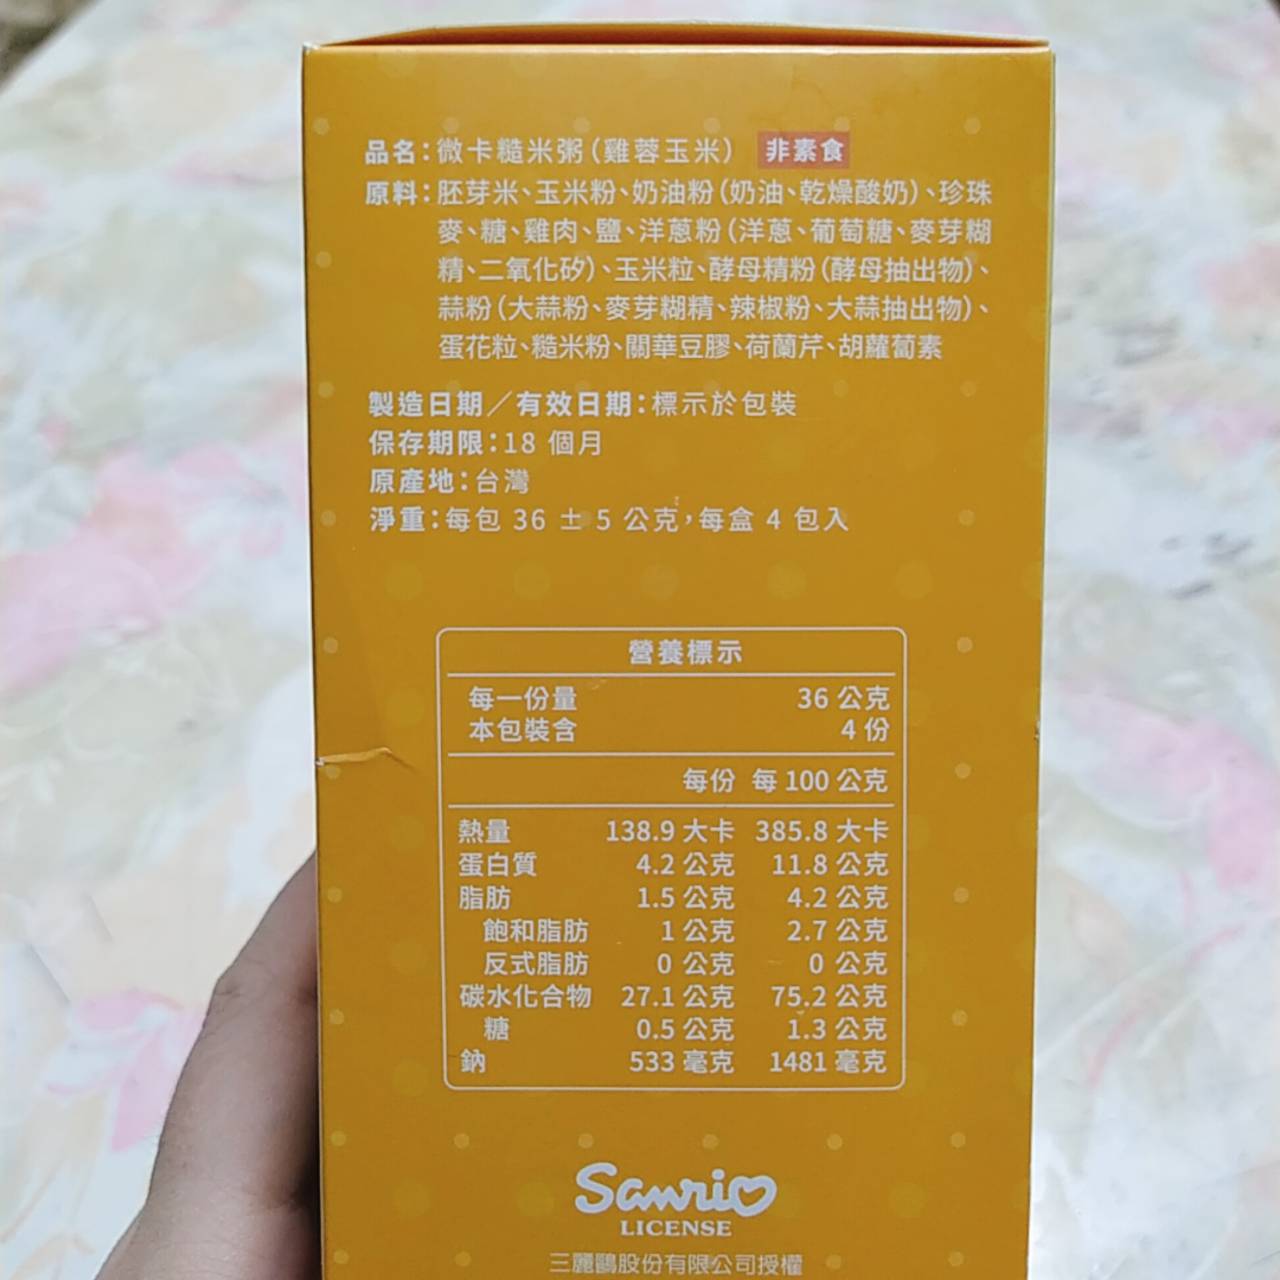 品名:微卡糙米粥(雞蓉玉米) 非素食
原料:胚芽米、玉米粉、奶油粉(奶油、乾燥酸奶)、珍珠
麥、糖、雞肉、鹽、洋蔥粉(洋蔥、葡萄糖、麥芽糊
精、二氧化矽)、玉米粒、酵母精粉(酵母抽出物)、
蒜粉(大蒜粉、麥芽糊精、辣椒粉、大蒜抽出物)、
蛋花粒、糙米粉、關華豆膠、荷蘭芹、胡蘿蔔素
製造日期/有效日期:標示於包裝
保存期限:18 個月
原產地:台灣
淨重:每包 36 ± 5 公克,每盒 4 包入
營養標示
每一份量 36 公克
本包裝含 4 份
每份 每 100 公克
熱量 138.9 大卡 385.8 大卡
蛋白質 4.2 公克 11.8 公克
脂肪 1.5 公克 4.2 公克
飽和脂肪 1 公克 2.7 公克
反式脂肪 0 公克 0 公克
碳水化合物 27.1 公克 75.2 公克
糖 0.5 公克 1.3 公克
鈉 533 毫克 1481 毫克
Sanrio
LICENSE
三麗鷗股份有限公司授權